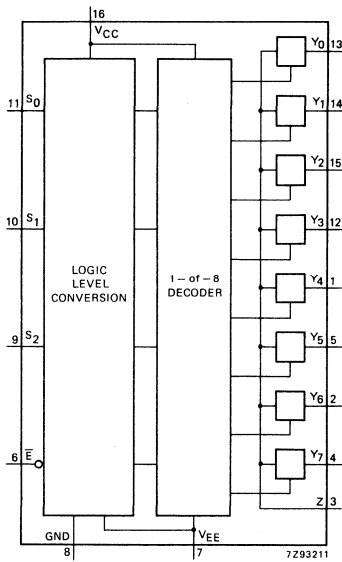 16
VCC
Y0 13
11 S0
Y1 14
Y2 15
10 S1
Y3 12
LOGIC
LEVEL
CONVERSION
1-of-8
DECODER
Y4 1
9 S2
Y5 5
Y6 2
6 E̅
Y7 4
Z 3
GND
VEE
8
7
7Z93211